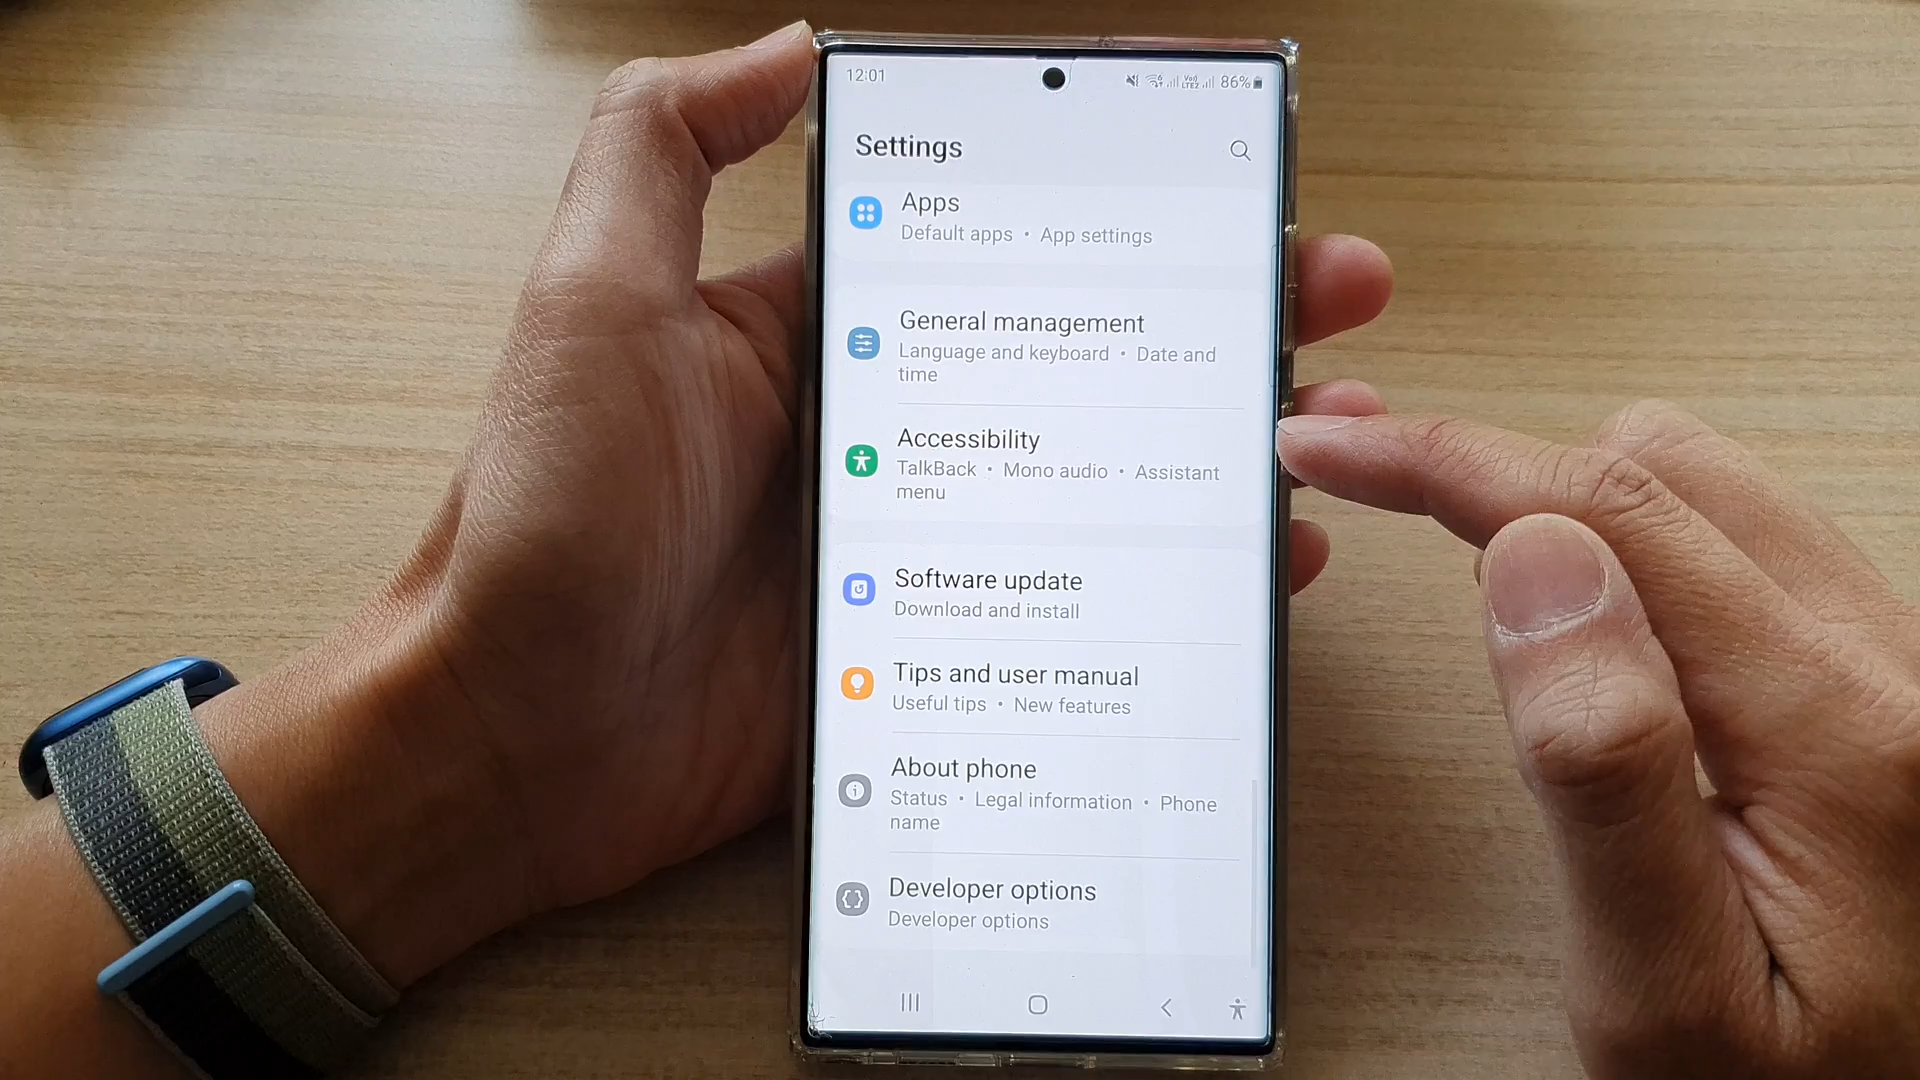 12:01
86%
Settings
Apps
Default apps • App settings
General management
Language and keyboard • Date and
time
Accessibility
TalkBack • Mono audio • Assistant
menu
Software update
Download and install
Tips and user manual
Useful tips • New features
About phone
Status • Legal information • Phone
name
Developer options
Developer options